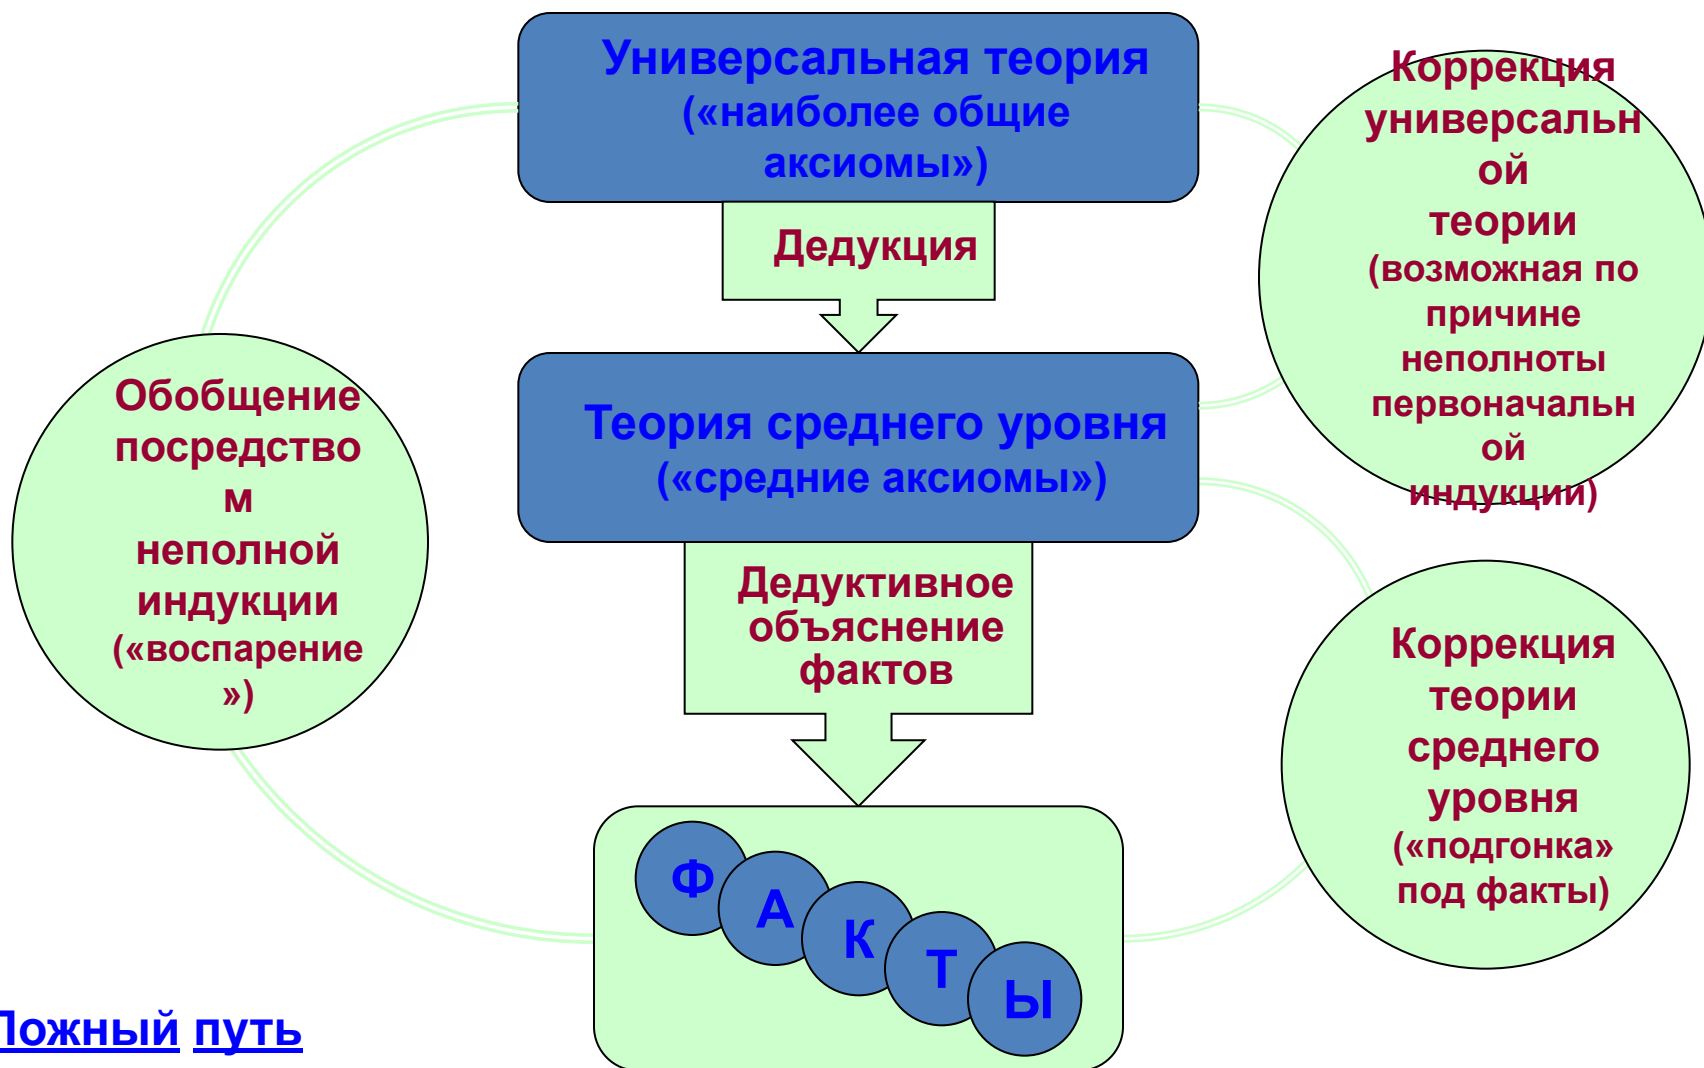 Универсальная теория
(«наиболее общие
аксиомы»)
Дедукция
Теория среднего уровня
(«средние аксиомы»)
Дедуктивное
объяснение
фактов
Ф А К Т Ы
Обобщение
посредство
м
неполной
индукции
(«воспарение
»)
Коррекция
универсальн
ой
теории
(возможная по
причине
неполноты
первоначальн
ой
индукции)
Коррекция
теории
среднего
уровня
(«подгонка»
под факты)
Ложный путь